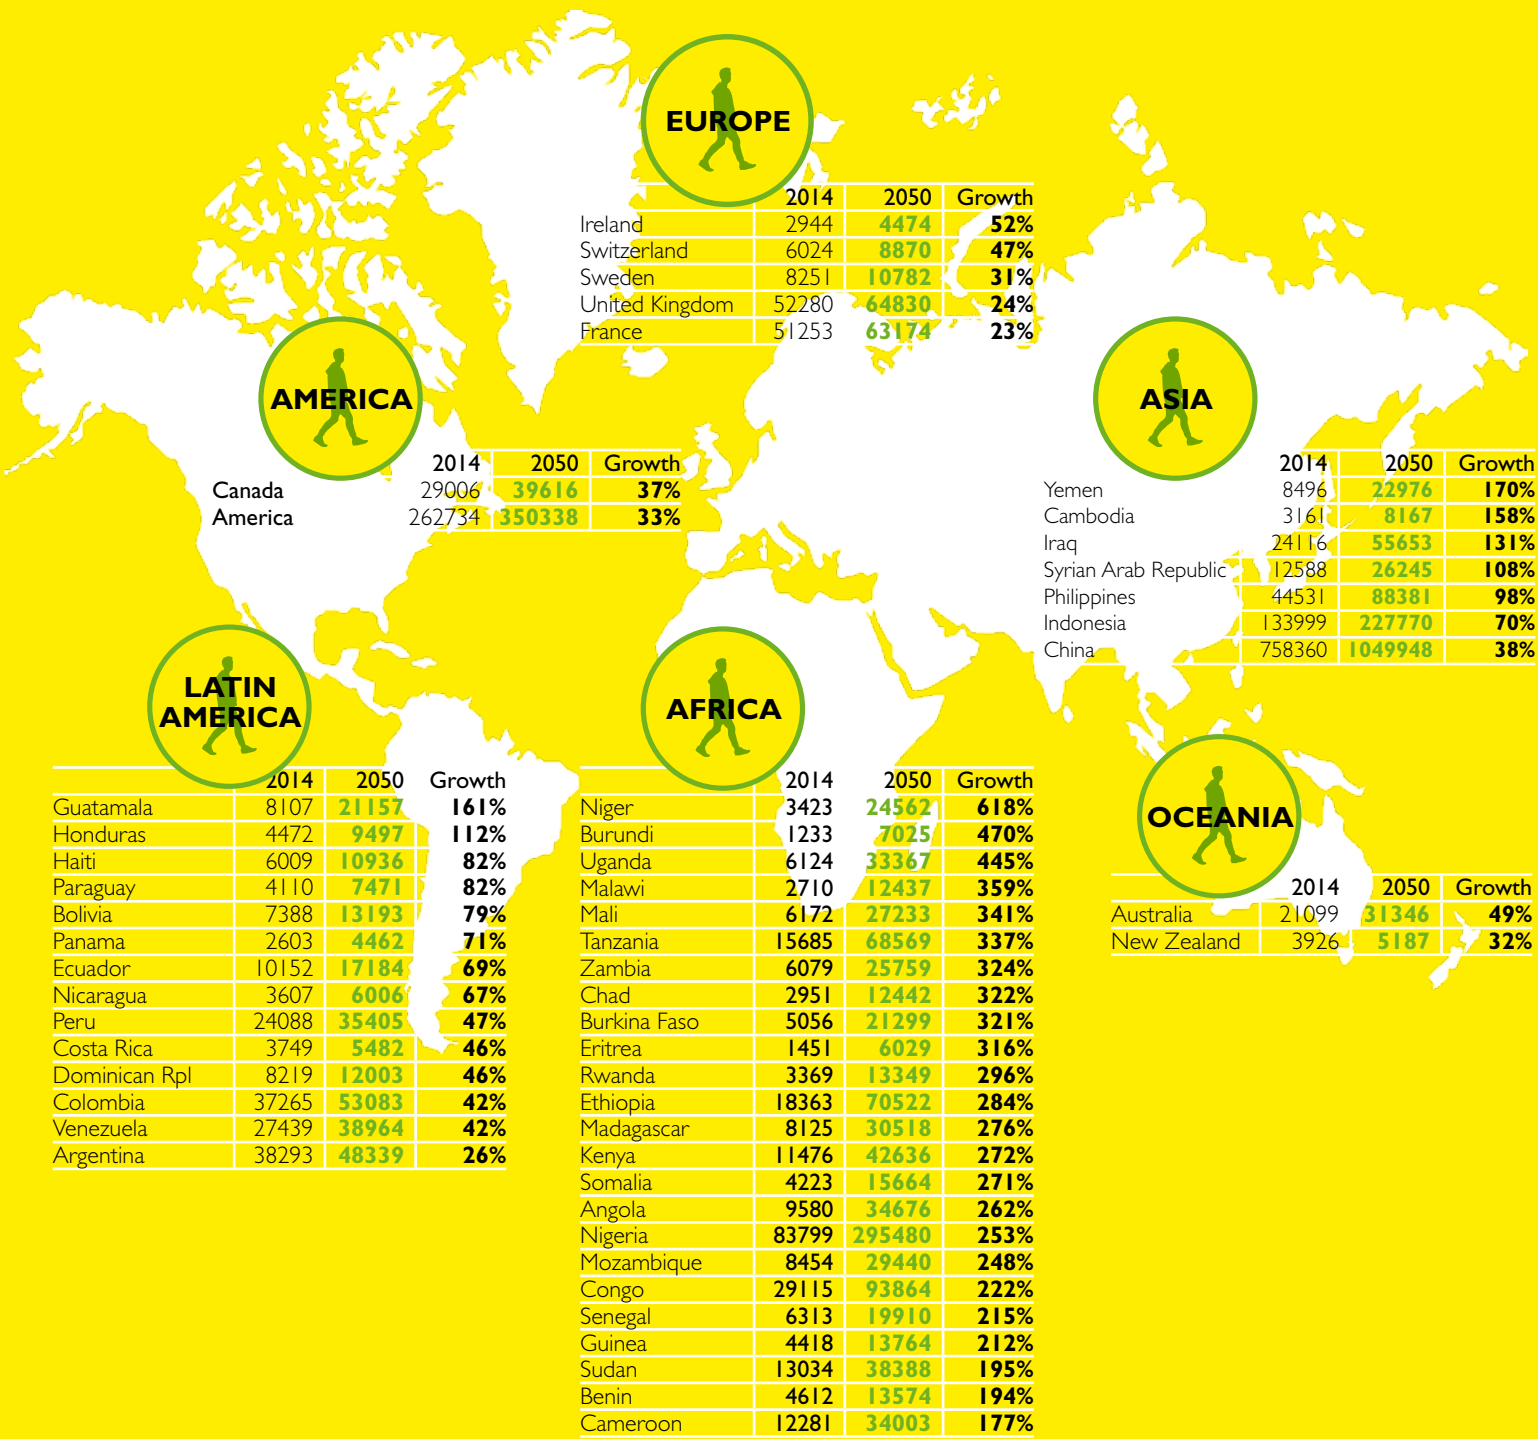 EUROPE
2014 2050 Growth
Ireland 2944 4474 52%
Switzerland 6024 8870 47%
Sweden 8251 10782 31%
United Kingdom 52280 64830 24%
France 51253 63174 23%
AMERICA
2014 2050 Growth
Canada 29006 39616 37%
America 262734 350338 33%
ASIA
2014 2050 Growth
Yemen 8496 22976 170%
Cambodia 3161 8167 158%
Iraq 24116 55653 131%
Syrian Arab Republic 12588 26245 108%
Philippines 44531 88381 98%
Indonesia 133999 227770 70%
China 758360 1049948 38%
LATIN
AMERICA
2014 2050 Growth
Guatamala 8107 21157 161%
Honduras 4472 9497 112%
Haiti 6009 10936 82%
Paraguay 4110 7471 82%
Bolivia 7388 13193 79%
Panama 2603 4462 71%
Ecuador 10152 17184 69%
Nicaragua 3607 6006 67%
Peru 24088 35405 47%
Costa Rica 3749 5482 46%
Dominican Rpl 8219 12003 46%
Colombia 37265 53083 42%
Venezuela 27439 38964 42%
Argentina 38293 48339 26%
AFRICA
2014 2050 Growth
Niger 3423 24562 618%
Burundi 1233 7025 470%
Uganda 6124 33367 445%
Malawi 2710 12437 359%
Mali 6172 27233 341%
Tanzania 15685 68569 337%
Zambia 6079 25759 324%
Chad 2951 12442 322%
Burkina Faso 5056 21299 321%
Eritrea 1451 6029 316%
Rwanda 3369 13349 296%
Ethiopia 18363 70522 284%
Madagascar 8125 30518 276%
Kenya 11476 42636 272%
Somalia 4223 15664 271%
Angola 9580 34676 262%
Nigeria 83799 295480 253%
Mozambique 8454 29440 248%
Congo 29115 93864 222%
Senegal 6313 19910 215%
Guinea 4418 13764 212%
Sudan 13034 38388 195%
Benin 4612 13574 194%
Cameroon 12281 34003 177%
OCEANIA
2014 2050 Growth
Australia 21099 31346 49%
New Zealand 3926 5187 32%